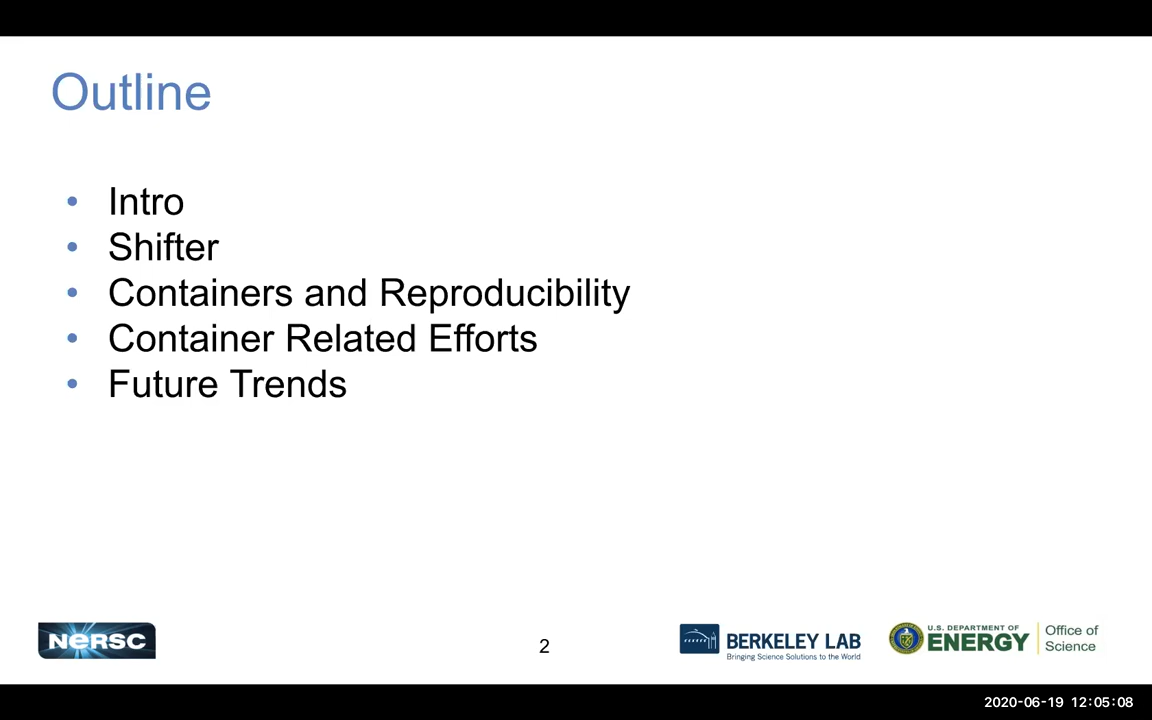 Outline
• Intro
• Shifter
• Containers and Reproducibility
• Container Related Efforts
• Future Trends
NERSC
2
BERKELEY LAB
Bringing Science Solutions to the World
U.S. DEPARTMENT OF
ENERGY
Office of
Science
2020-06-19 12:05:08